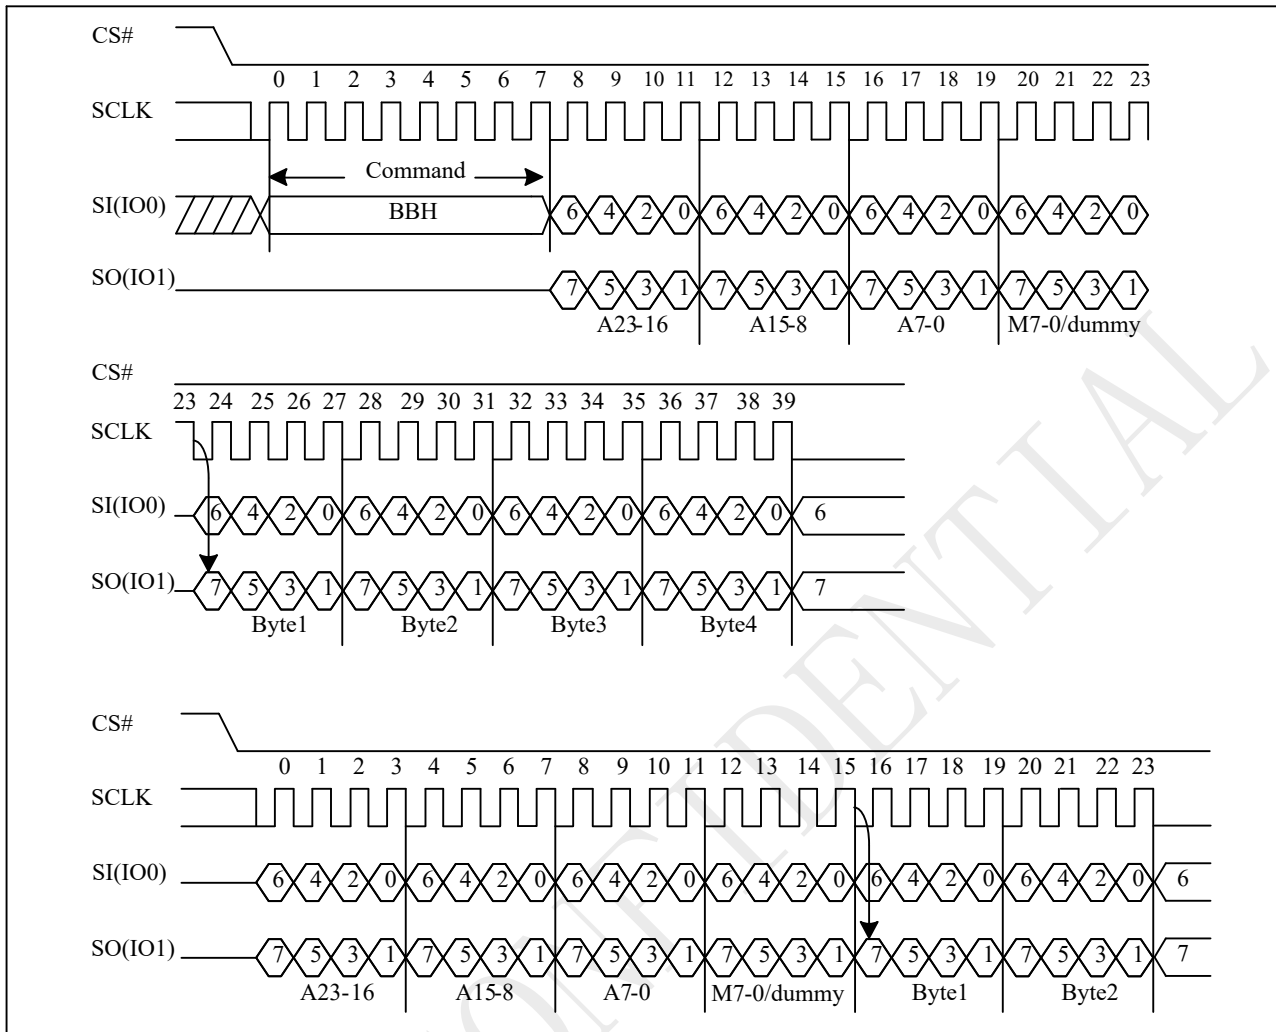 CS#
0 1 2 3 4 5 6 7 8 9 10 11 12 13 14 15 16 17 18 19 20 21 22 23
SCLK
Command
SI(IO0) BBH 6 4 2 0 6 4 2 0 6 4 2 0 6 4 2 0
SO(IO1) 7 5 3 1 7 5 3 1 7 5 3 1 7 5 3 1
A23-16 A15-8 A7-0 M7-0/dummy
CS#
23 24 25 26 27 28 29 30 31 32 33 34 35 36 37 38 39
SCLK
SI(IO0) 6 4 2 0 6 4 2 0 6 4 2 0 6 4 2 0 6
SO(IO1) 7 5 3 1 7 5 3 1 7 5 3 1 7 5 3 1 7
Byte1 Byte2 Byte3 Byte4
CS#
0 1 2 3 4 5 6 7 8 9 10 11 12 13 14 15 16 17 18 19 20 21 22 23
SCLK
SI(IO0) 6 4 2 0 6 4 2 0 6 4 2 0 6 4 2 0 6 4 2 0 6 4 2 0 6
SO(IO1) 7 5 3 1 7 5 3 1 7 5 3 1 7 5 3 1 7 5 3 1 7 5 3 1 7
A23-16 A15-8 A7-0 M7-0/dummy Byte1 Byte2
ONFIDENTIAL